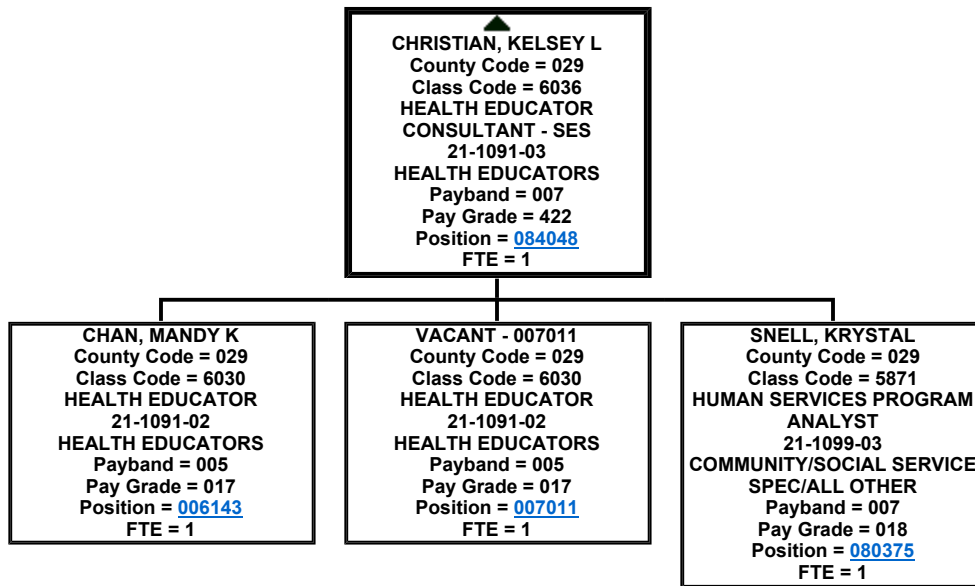 CHRISTIAN, KELSEY L
County Code = 029
Class Code = 6036
HEALTH EDUCATOR
CONSULTANT - SES
21-1091-03
HEALTH EDUCATORS
Payband = 007
Pay Grade = 422
Position = 084048
FTE = 1
CHAN, MANDY K
County Code = 029
Class Code = 6030
HEALTH EDUCATOR
21-1091-02
HEALTH EDUCATORS
Payband = 005
Pay Grade = 017
Position = 006143
FTE = 1
VACANT - 007011
County Code = 029
Class Code = 6030
HEALTH EDUCATOR
21-1091-02
HEALTH EDUCATORS
Payband = 005
Pay Grade = 017
Position = 007011
FTE = 1
SNELL, KRYSTAL
County Code = 029
Class Code = 5871
HUMAN SERVICES PROGRAM
ANALYST
21-1099-03
COMMUNITY/SOCIAL SERVICE
SPEC/ALL OTHER
Payband = 007
Pay Grade = 018
Position = 080375
FTE = 1